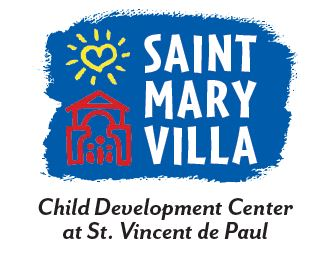 SAINT
MARY
VILLA
Child Development Center
at St. Vincent de Paul